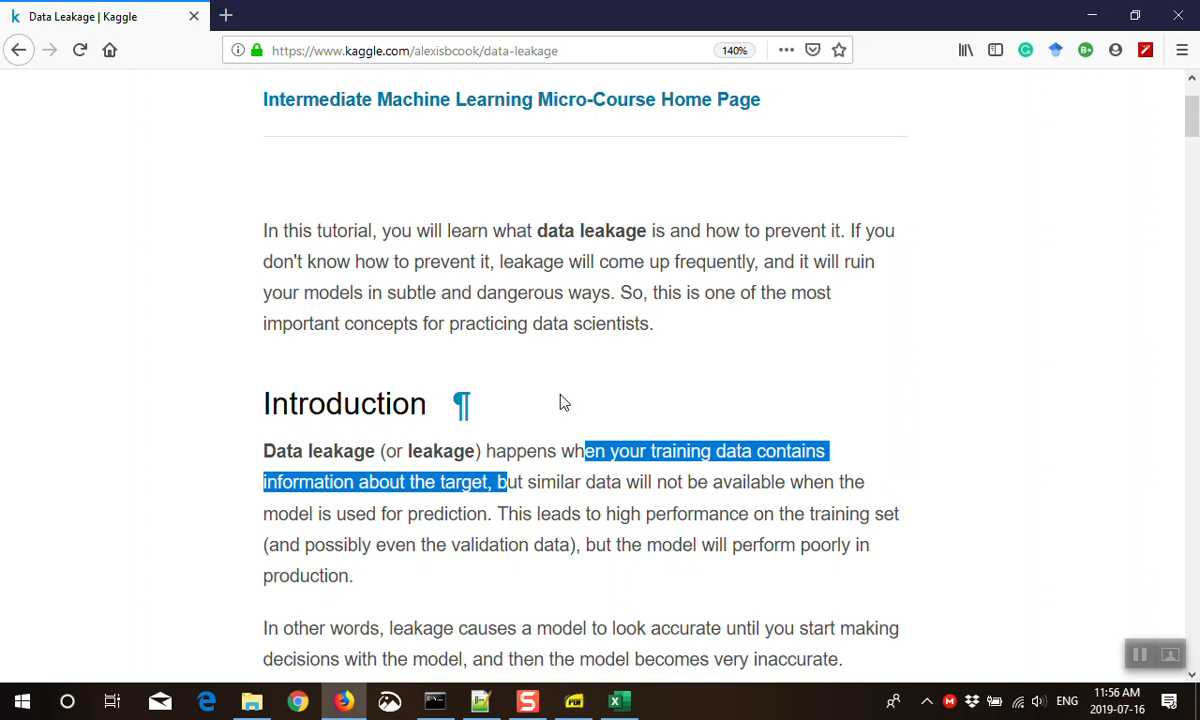 Data Leakage | Kaggle
https://www.kaggle.com/alexisbcook/data-leakage
140%
Intermediate Machine Learning Micro-Course Home Page
In this tutorial, you will learn what data leakage is and how to prevent it. If you
don't know how to prevent it, leakage will come up frequently, and it will ruin
your models in subtle and dangerous ways. So, this is one of the most
important concepts for practicing data scientists.
Introduction ¶
Data leakage (or leakage) happens when your training data contains
information about the target, but similar data will not be available when the
model is used for prediction. This leads to high performance on the training set
(and possibly even the validation data), but the model will perform poorly in
production.
In other words, leakage causes a model to look accurate until you start making
decisions with the model, and then the model becomes very inaccurate.
ENG
11:56 AM
2019-07-16